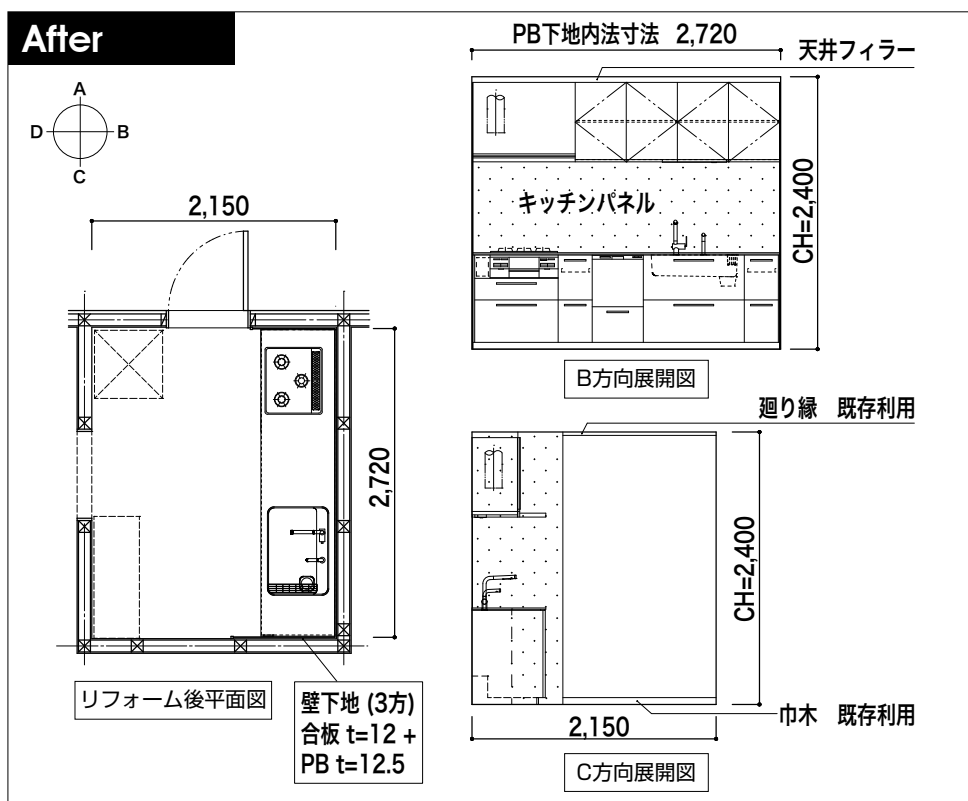 After
A
D
B
C
PB下地内法寸法 2,720
天井フィラー
キッチンパネル
CH=2,400
B方向展開図
2,150
2,720
リフォーム後平面図
壁下地 (3方)
合板 t=12 +
PB t=12.5
廻り縁 既存利用
CH=2,400
巾木 既存利用
2,150
C方向展開図